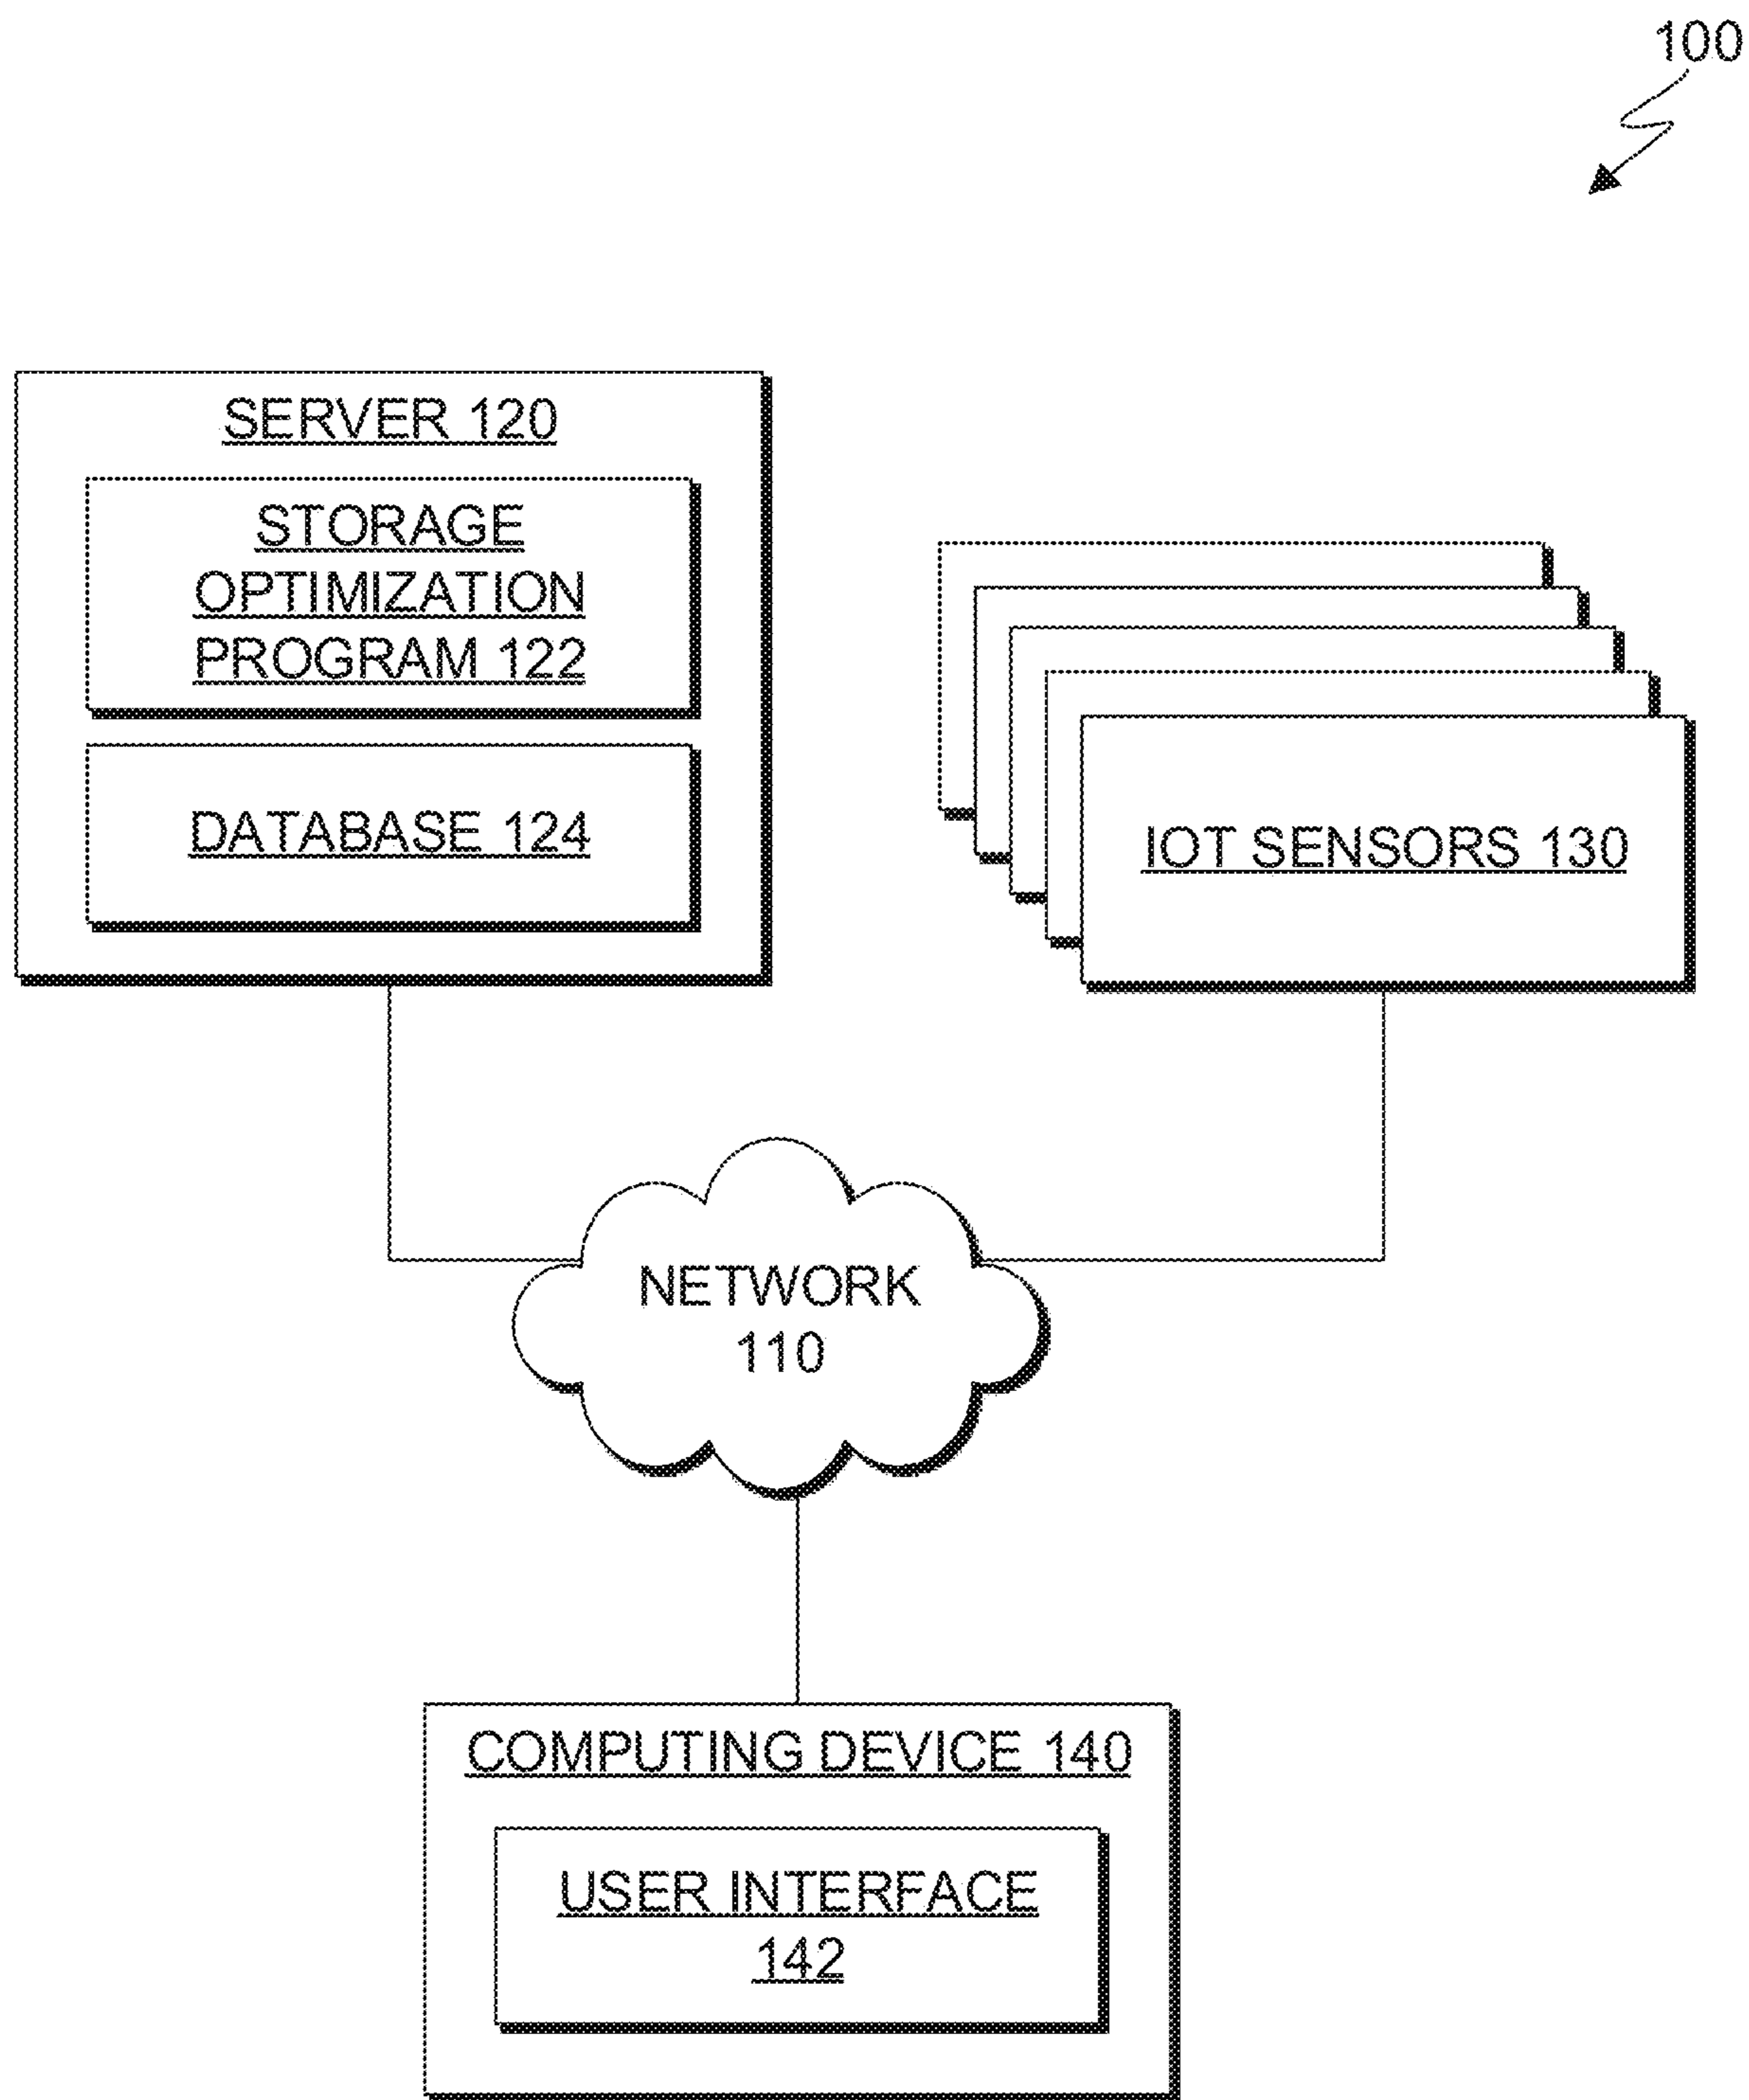 100
SERVER 120
STORAGE
OPTIMIZATION
PROGRAM 122
DATABASE 124
IOT SENSORS 130
NETWORK
110
COMPUTING DEVICE 140
USER INTERFACE
142